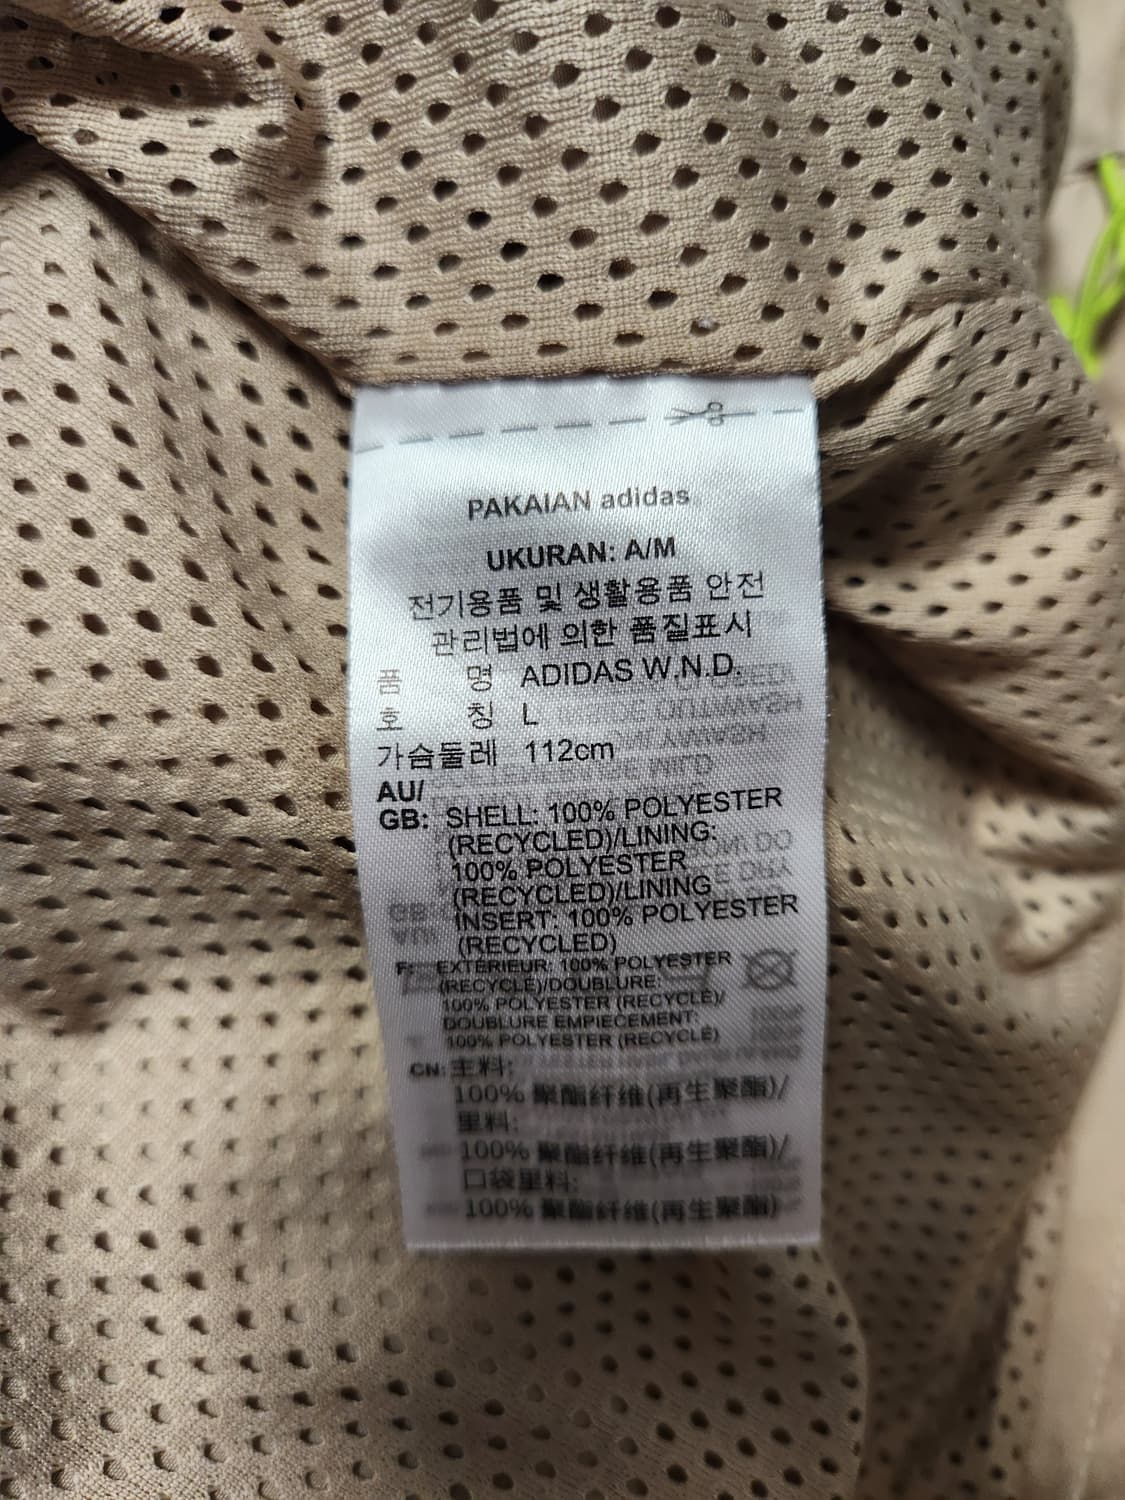 PAKAIAN adidas
UKURAN: A/M
전기용품 및 생활용품 안전
관리법에 의한 품질표시
품 명 ADIDAS W.N.D.
호 칭 L
가슴둘레 112cm
AU/
GB: SHELL: 100% POLYESTER
(RECYCLED)/LINING:
100% POLYESTER
(RECYCLED)/LINING
INSERT: 100% POLYESTER
(RECYCLED)
F: EXTÉRIEUR: 100% POLYESTER
(RECYCLÉ)/DOUBLURE:
100% POLYESTER (RECYCLÉ)/
DOUBLURE EMPIECEMENT:
100% POLYESTER (RECYCLÉ)
CN: 主料:
100% 聚酯纤维(再生聚酯)/
里料:
100% 聚酯纤维(再生聚酯)/
口袋里料:
100% 聚酯纤维(再生聚酯)